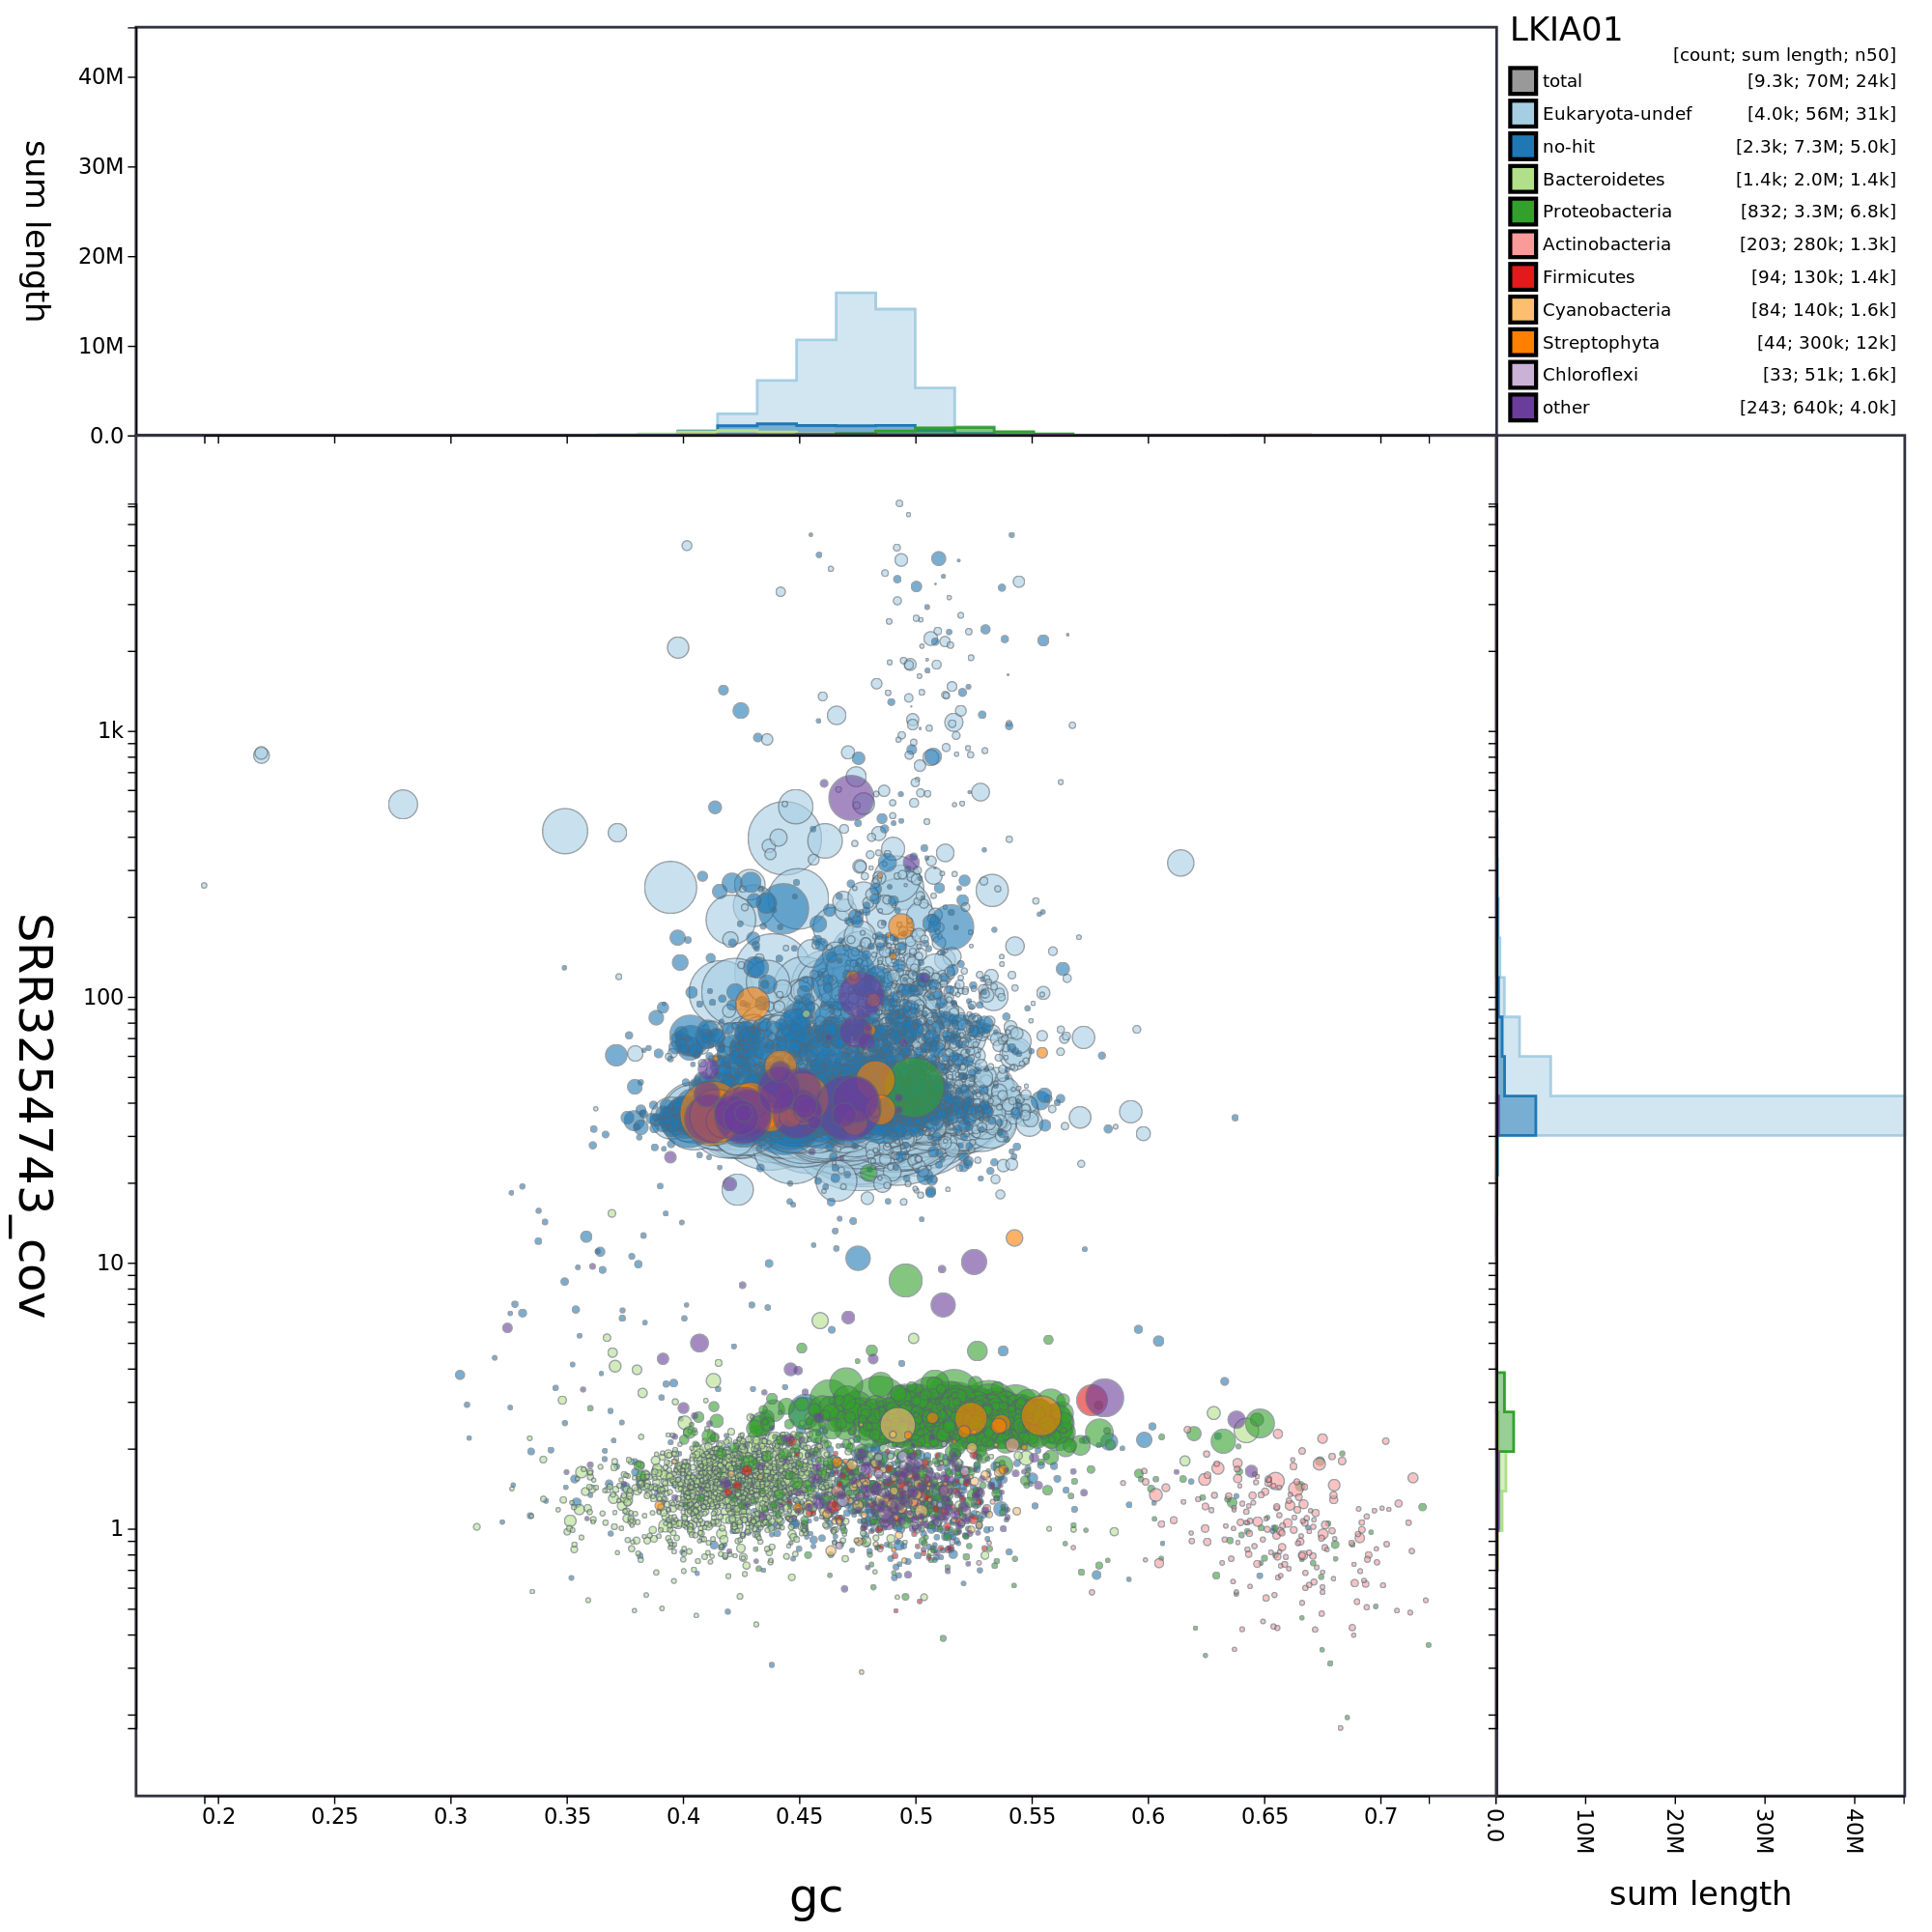 LKIA01
[count; sum length; n50]
total [9.3k; 70M; 24k]
Eukaryota-undef [4.0k; 56M; 31k]
no-hit [2.3k; 7.3M; 5.0k]
Bacteroidetes [1.4k; 2.0M; 1.4k]
Proteobacteria [832; 3.3M; 6.8k]
Actinobacteria [203; 280k; 1.3k]
Firmicutes [94; 130k; 1.4k]
Cyanobacteria [84; 140k; 1.6k]
Streptophyta [44; 300k; 12k]
Chloroflexi [33; 51k; 1.6k]
other [243; 640k; 4.0k]
sum length
40M
30M
20M
10M
0.0
SRR3254743_cov
1k
100
10
1
0.2 0.25 0.3 0.35 0.4 0.45 0.5 0.55 0.6 0.65 0.7
gc
0.0 10M 20M 30M 40M
sum length